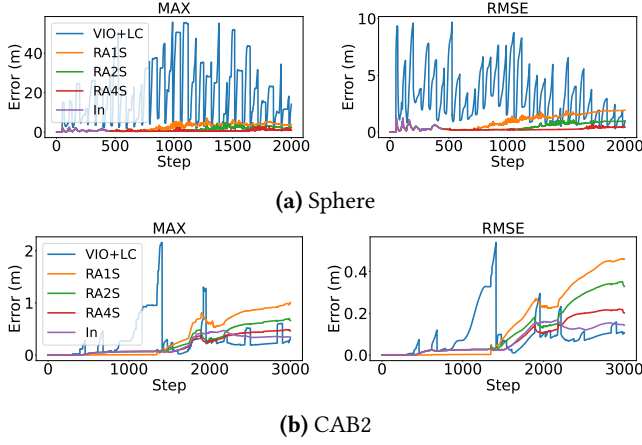 MAX
RMSE
Error (m)
40
20
0
VIO+LC
RA1S
RA2S
RA4S
In
0 500 1000 1500 2000
Step
Error (m)
10
5
0
0 500 1000 1500 2000
Step
(a) Sphere
MAX
RMSE
Error (m)
2
1
0
VIO+LC
RA1S
RA2S
RA4S
In
0 1000 2000 3000
Step
Error (m)
0.4
0.2
0.0
0 1000 2000 3000
Step
(b) CAB2